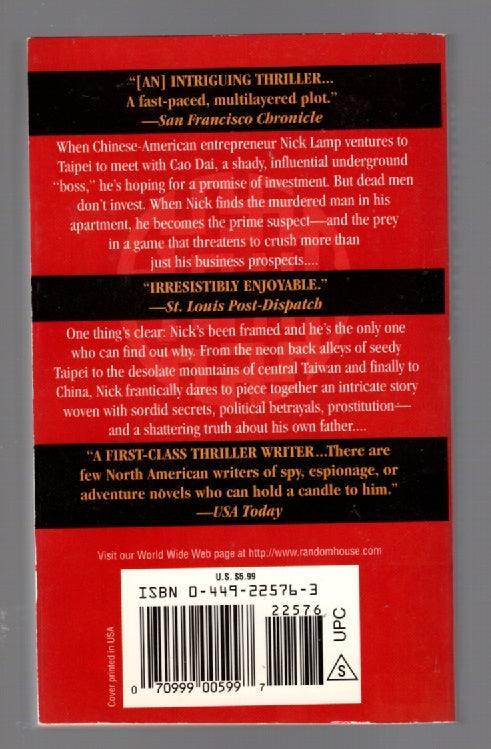 “[AN] INTRIGUING THRILLER...
A fast-paced, multilayered plot.”
—San Francisco Chronicle
When Chinese-American entrepreneur Nick Lamp ventures to
Taipei to meet with Cao Dai, a shady, influential underground
“boss,” he’s hoping for a promise of investment. But dead men
don’t invest. When Nick finds the murdered man in his
apartment, he becomes the prime suspect—and the prey
in a game that threatens to crush more than
just his business prospects....
“IRRESISTIBLY ENJOYABLE.”
—St. Louis Post-Dispatch
One thing’s clear: Nick’s been framed and he’s the only one
who can find out why. From the neon back alleys of seedy
Taipei to the desolate mountains of central Taiwan and finally to
China, Nick frantically dares to piece together an intricate story
woven with sordid secrets, political betrayals, prostitution—
and a shattering truth about his own father....
“A FIRST-CLASS THRILLER WRITER...There are
few North American writers of spy, espionage, or
adventure novels who can hold a candle to him.”
—USA Today
Visit our World Wide Web page at http://www.randomhouse.com
U.S. $5.99
ISBN 0-449-22576-3
22576
0 70999 00599 7
UPC
S
Cover printed in USA